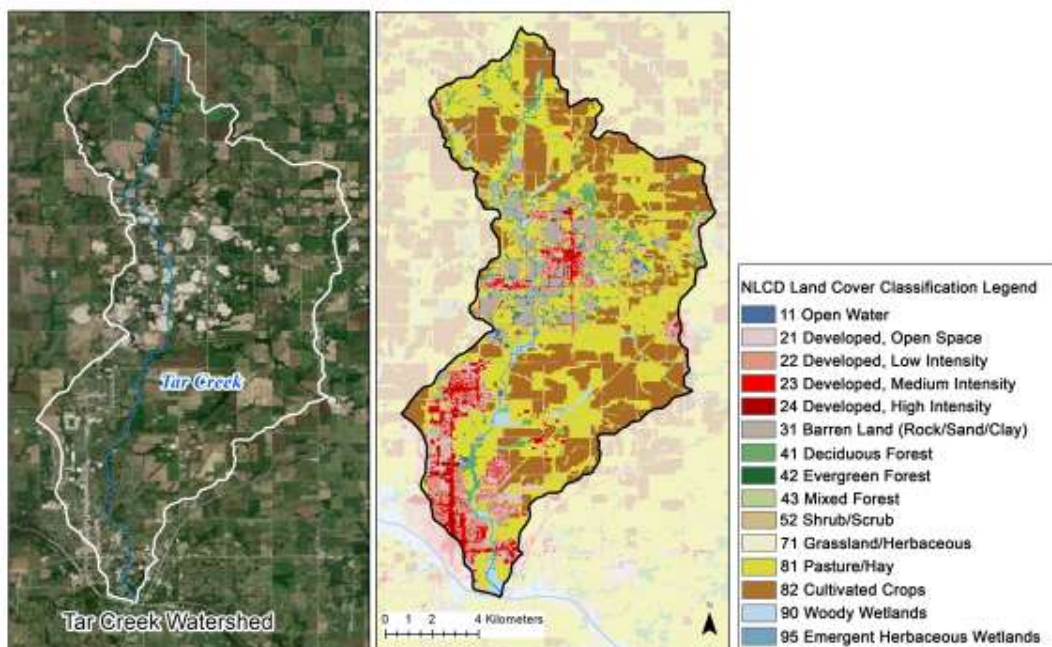 Tar Creek
Tar Creek Watershed
0 1 2 4 Kilometers
N
NLCD Land Cover Classification Legend
11 Open Water
21 Developed, Open Space
22 Developed, Low Intensity
23 Developed, Medium Intensity
24 Developed, High Intensity
31 Barren Land (Rock/Sand/Clay)
41 Deciduous Forest
42 Evergreen Forest
43 Mixed Forest
52 Shrub/Scrub
71 Grassland/Herbaceous
81 Pasture/Hay
82 Cultivated Crops
90 Woody Wetlands
95 Emergent Herbaceous Wetlands